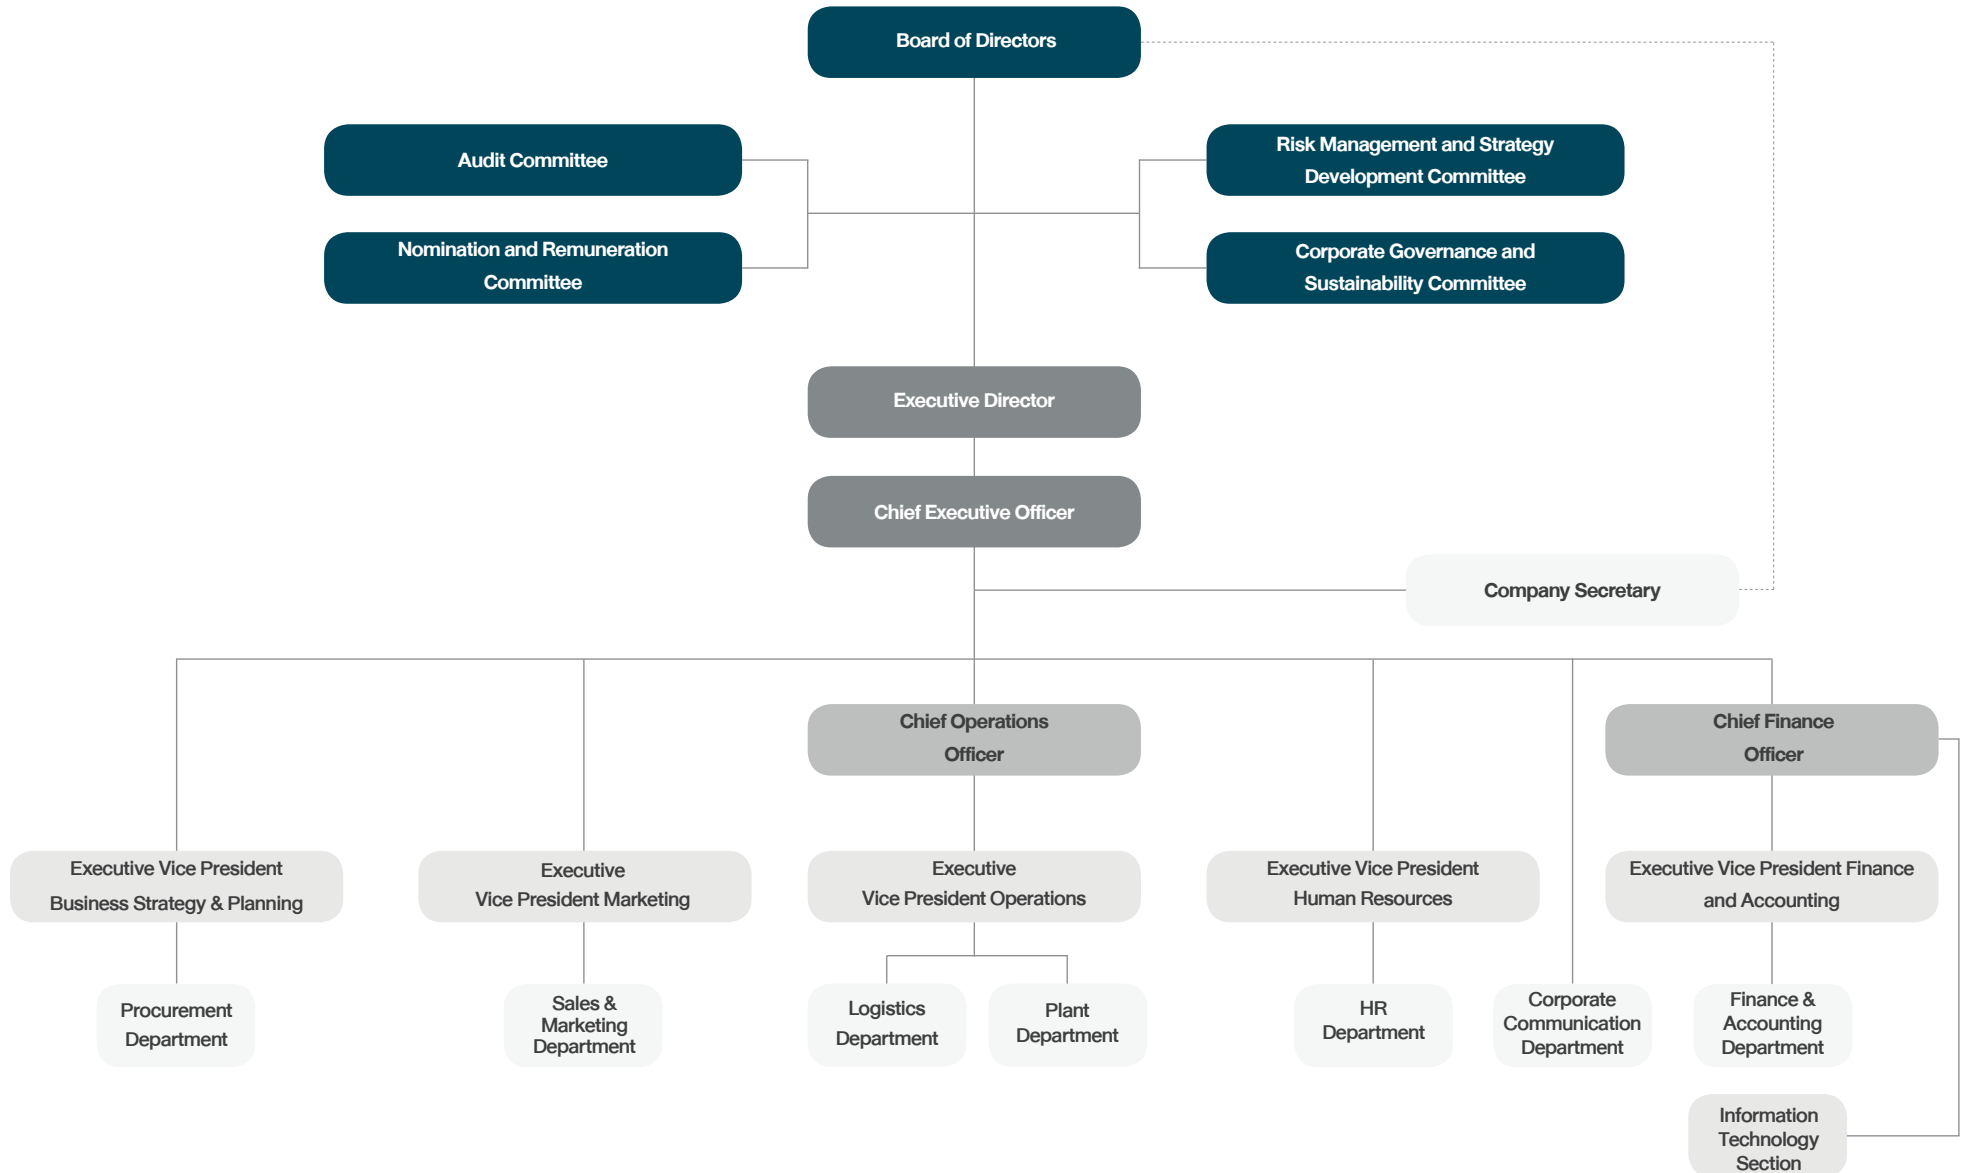 Board of Directors
Audit Committee
Risk Management and Strategy
Development Committee
Nomination and Remuneration
Committee
Corporate Governance and
Sustainability Committee
Executive Director
Chief Executive Officer
Company Secretary
Chief Operations
Officer
Chief Finance
Officer
Executive Vice President
Business Strategy & Planning
Executive
Vice President Marketing
Executive
Vice President Operations
Executive Vice President
Human Resources
Executive Vice President Finance
and Accounting
Procurement
Department
Sales &
Marketing
Department
Logistics
Department
Plant
Department
HR
Department
Corporate
Communication
Department
Finance &
Accounting
Department
Information
Technology
Section